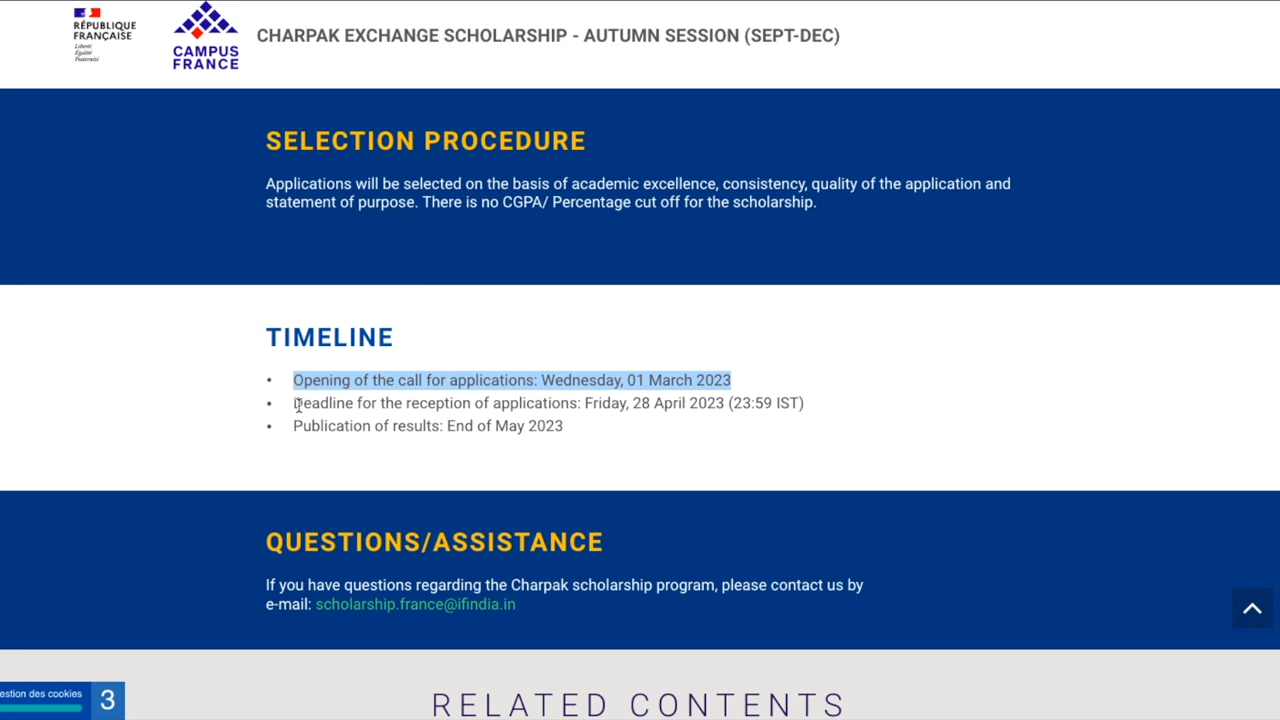 RÉPUBLIQUE
FRANÇAISE
Liberté
Égalité
Fraternité
CAMPUS
FRANCE
CHARPAK EXCHANGE SCHOLARSHIP - AUTUMN SESSION (SEPT-DEC)
SELECTION PROCEDURE
Applications will be selected on the basis of academic excellence, consistency, quality of the application and
statement of purpose. There is no CGPA/ Percentage cut off for the scholarship.
TIMELINE
• Opening of the call for applications: Wednesday, 01 March 2023
• Deadline for the reception of applications: Friday, 28 April 2023 (23:59 IST)
• Publication of results: End of May 2023
QUESTIONS/ASSISTANCE
If you have questions regarding the Charpak scholarship program, please contact us by
e-mail: scholarship.france@ifindia.in
estion des cookies
3
RELATED CONTENTS